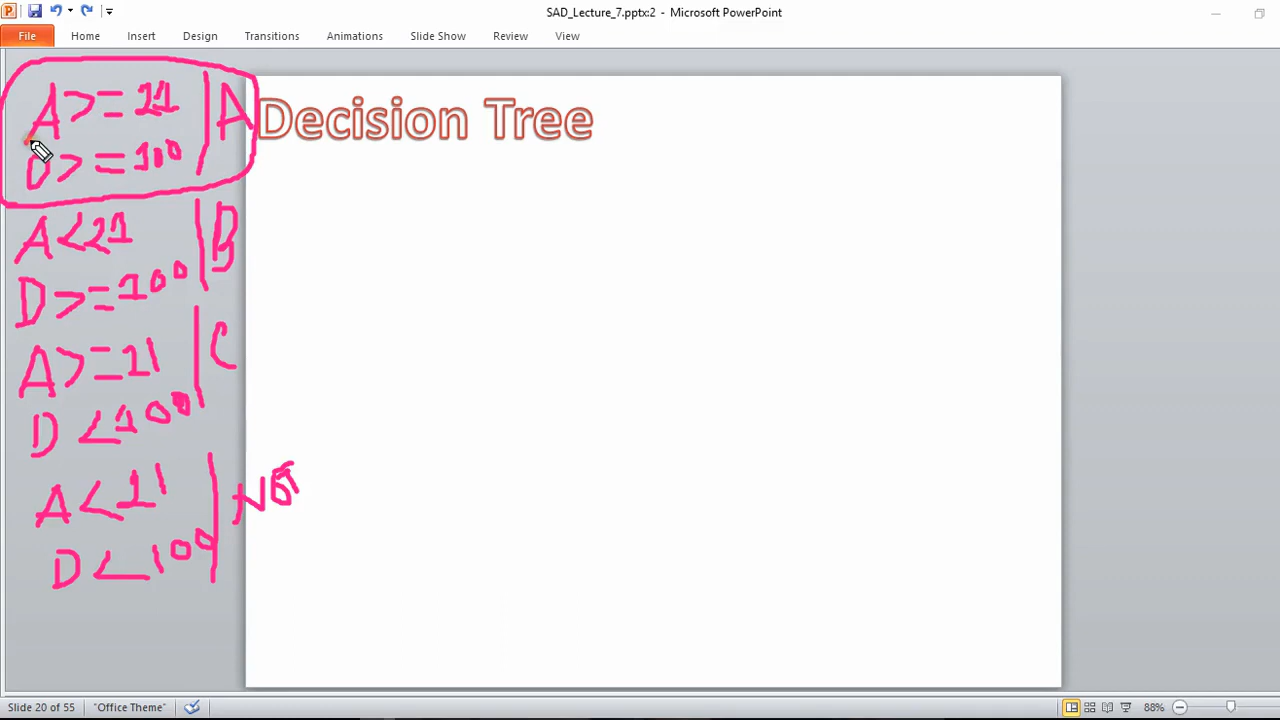 SAD_Lecture_7.pptx:2 - Microsoft PowerPoint
File Home Insert Design Transitions Animations Slide Show Review View
Decision Tree
A>=21 | A
D>=100
A<21 | B
D>=100
A>=21 | C
D<100
A<21
D<100
Slide 20 of 55 "Office Theme" 88%